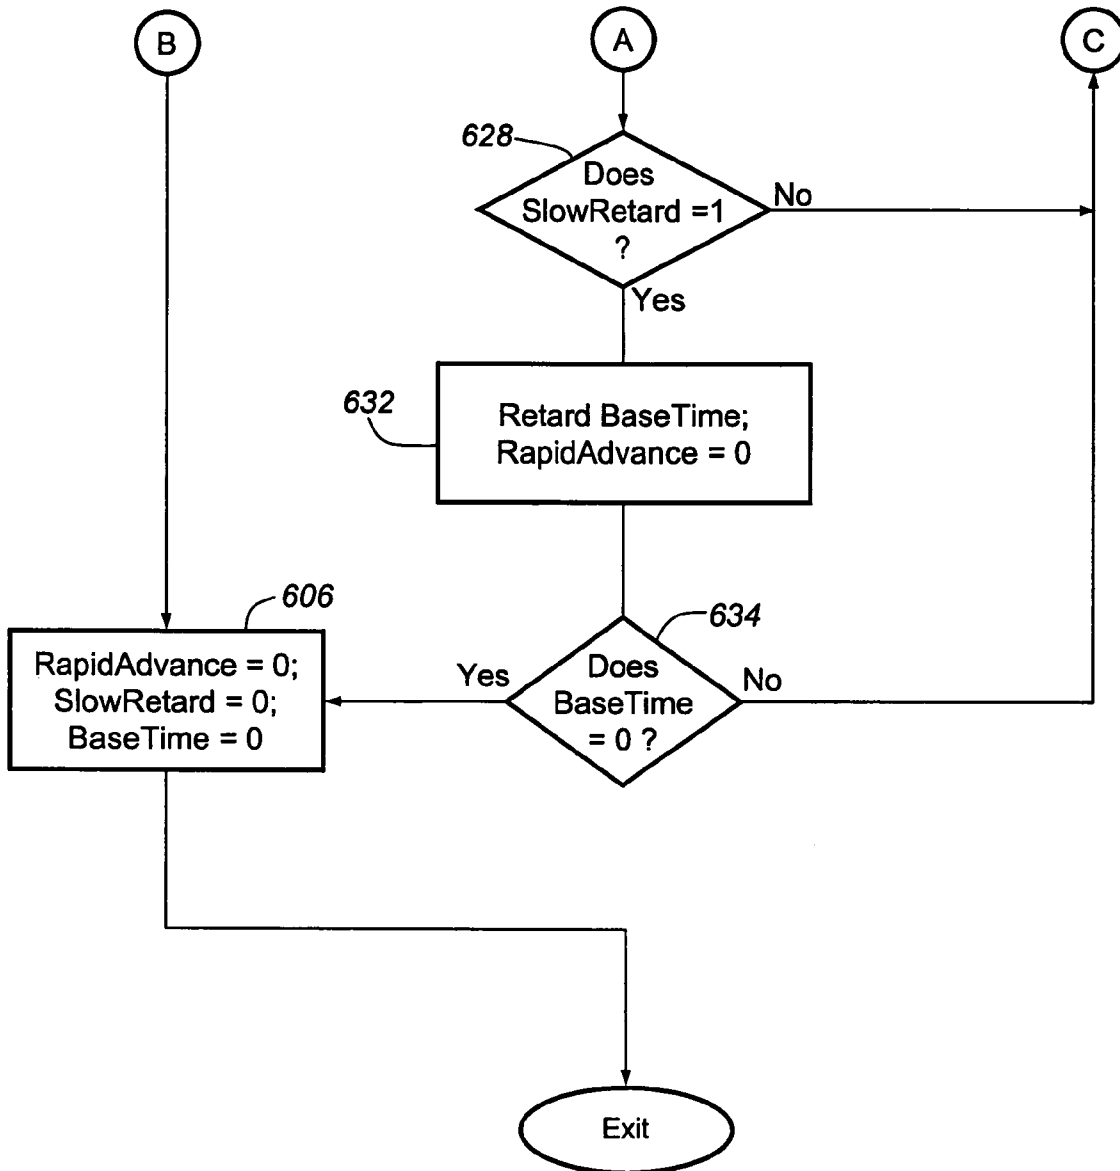 B
A
C
628
Does
SlowRetard =1
?
No
Yes
632
Retard BaseTime;
RapidAdvance = 0
606
634
RapidAdvance = 0;
SlowRetard = 0;
BaseTime = 0
Yes
Does
BaseTime
= 0 ?
No
Exit